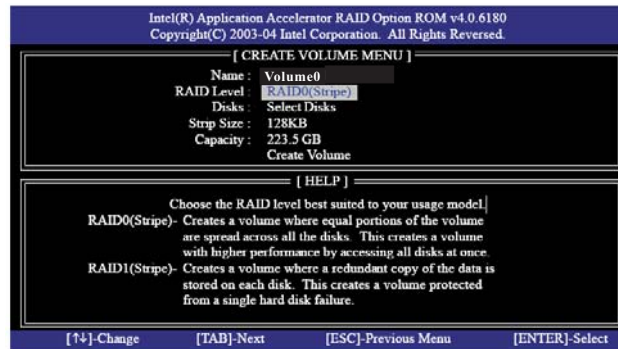 Intel(R) Application Accelerator RAID Option ROM v4.0.6180
Copyright(C) 2003-04 Intel Corporation. All Rights Reversed.
[ CREATE VOLUME MENU ]
Name : Volume0
RAID Level : RAID0(Stripe)
Disks : Select Disks
Strip Size : 128KB
Capacity : 223.5 GB
Create Volume
[ HELP ]
Choose the RAID level best suited to your usage model.
RAID0(Stripe)- Creates a volume where equal portions of the volume
are spread across all the disks. This creates a volume
with higher performance by accessing all disks at once.
RAID1(Stripe)- Creates a volume where a redundant copy of the data is
stored on each disk. This creates a volume protected
from a single hard disk failure.
[↑↓]-Change [TAB]-Next [ESC]-Previous Menu [ENTER]-Select